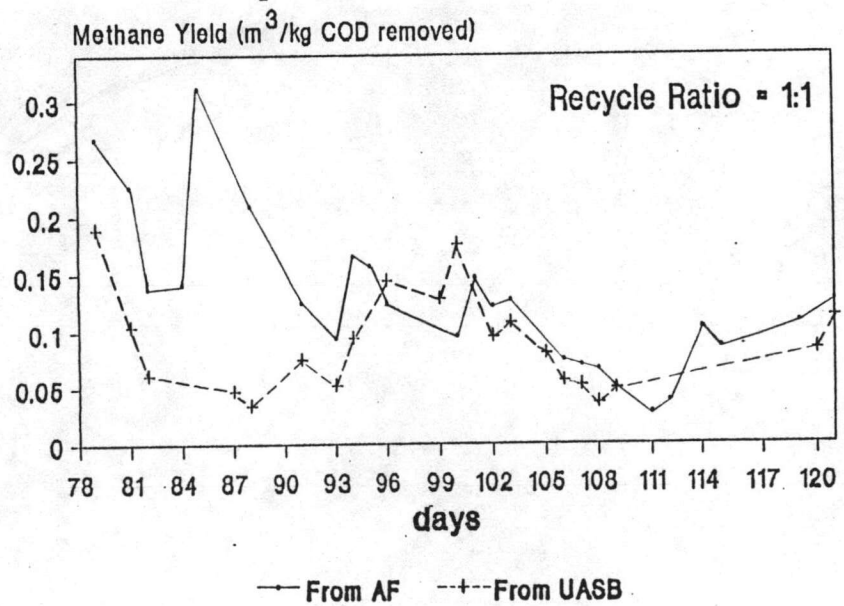 Methane Yield (m³/kg COD removed)
Recycle Ratio = 1:1
0.3
0.25
0.2
0.15
0.1
0.05
0
78 81 84 87 90 93 96 99 102 105 108 111 114 117 120
days
From AF From UASB